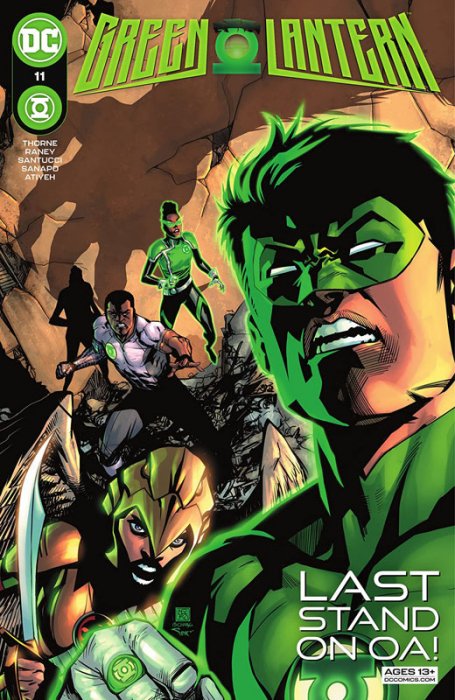 DC
GREEN LANTERN
11
THORNE
RANEY
SANTUCCI
SANAPO
ATIYEH
LAST
STAND
ON OA!
AGES 13+
DCCOMICS.COM